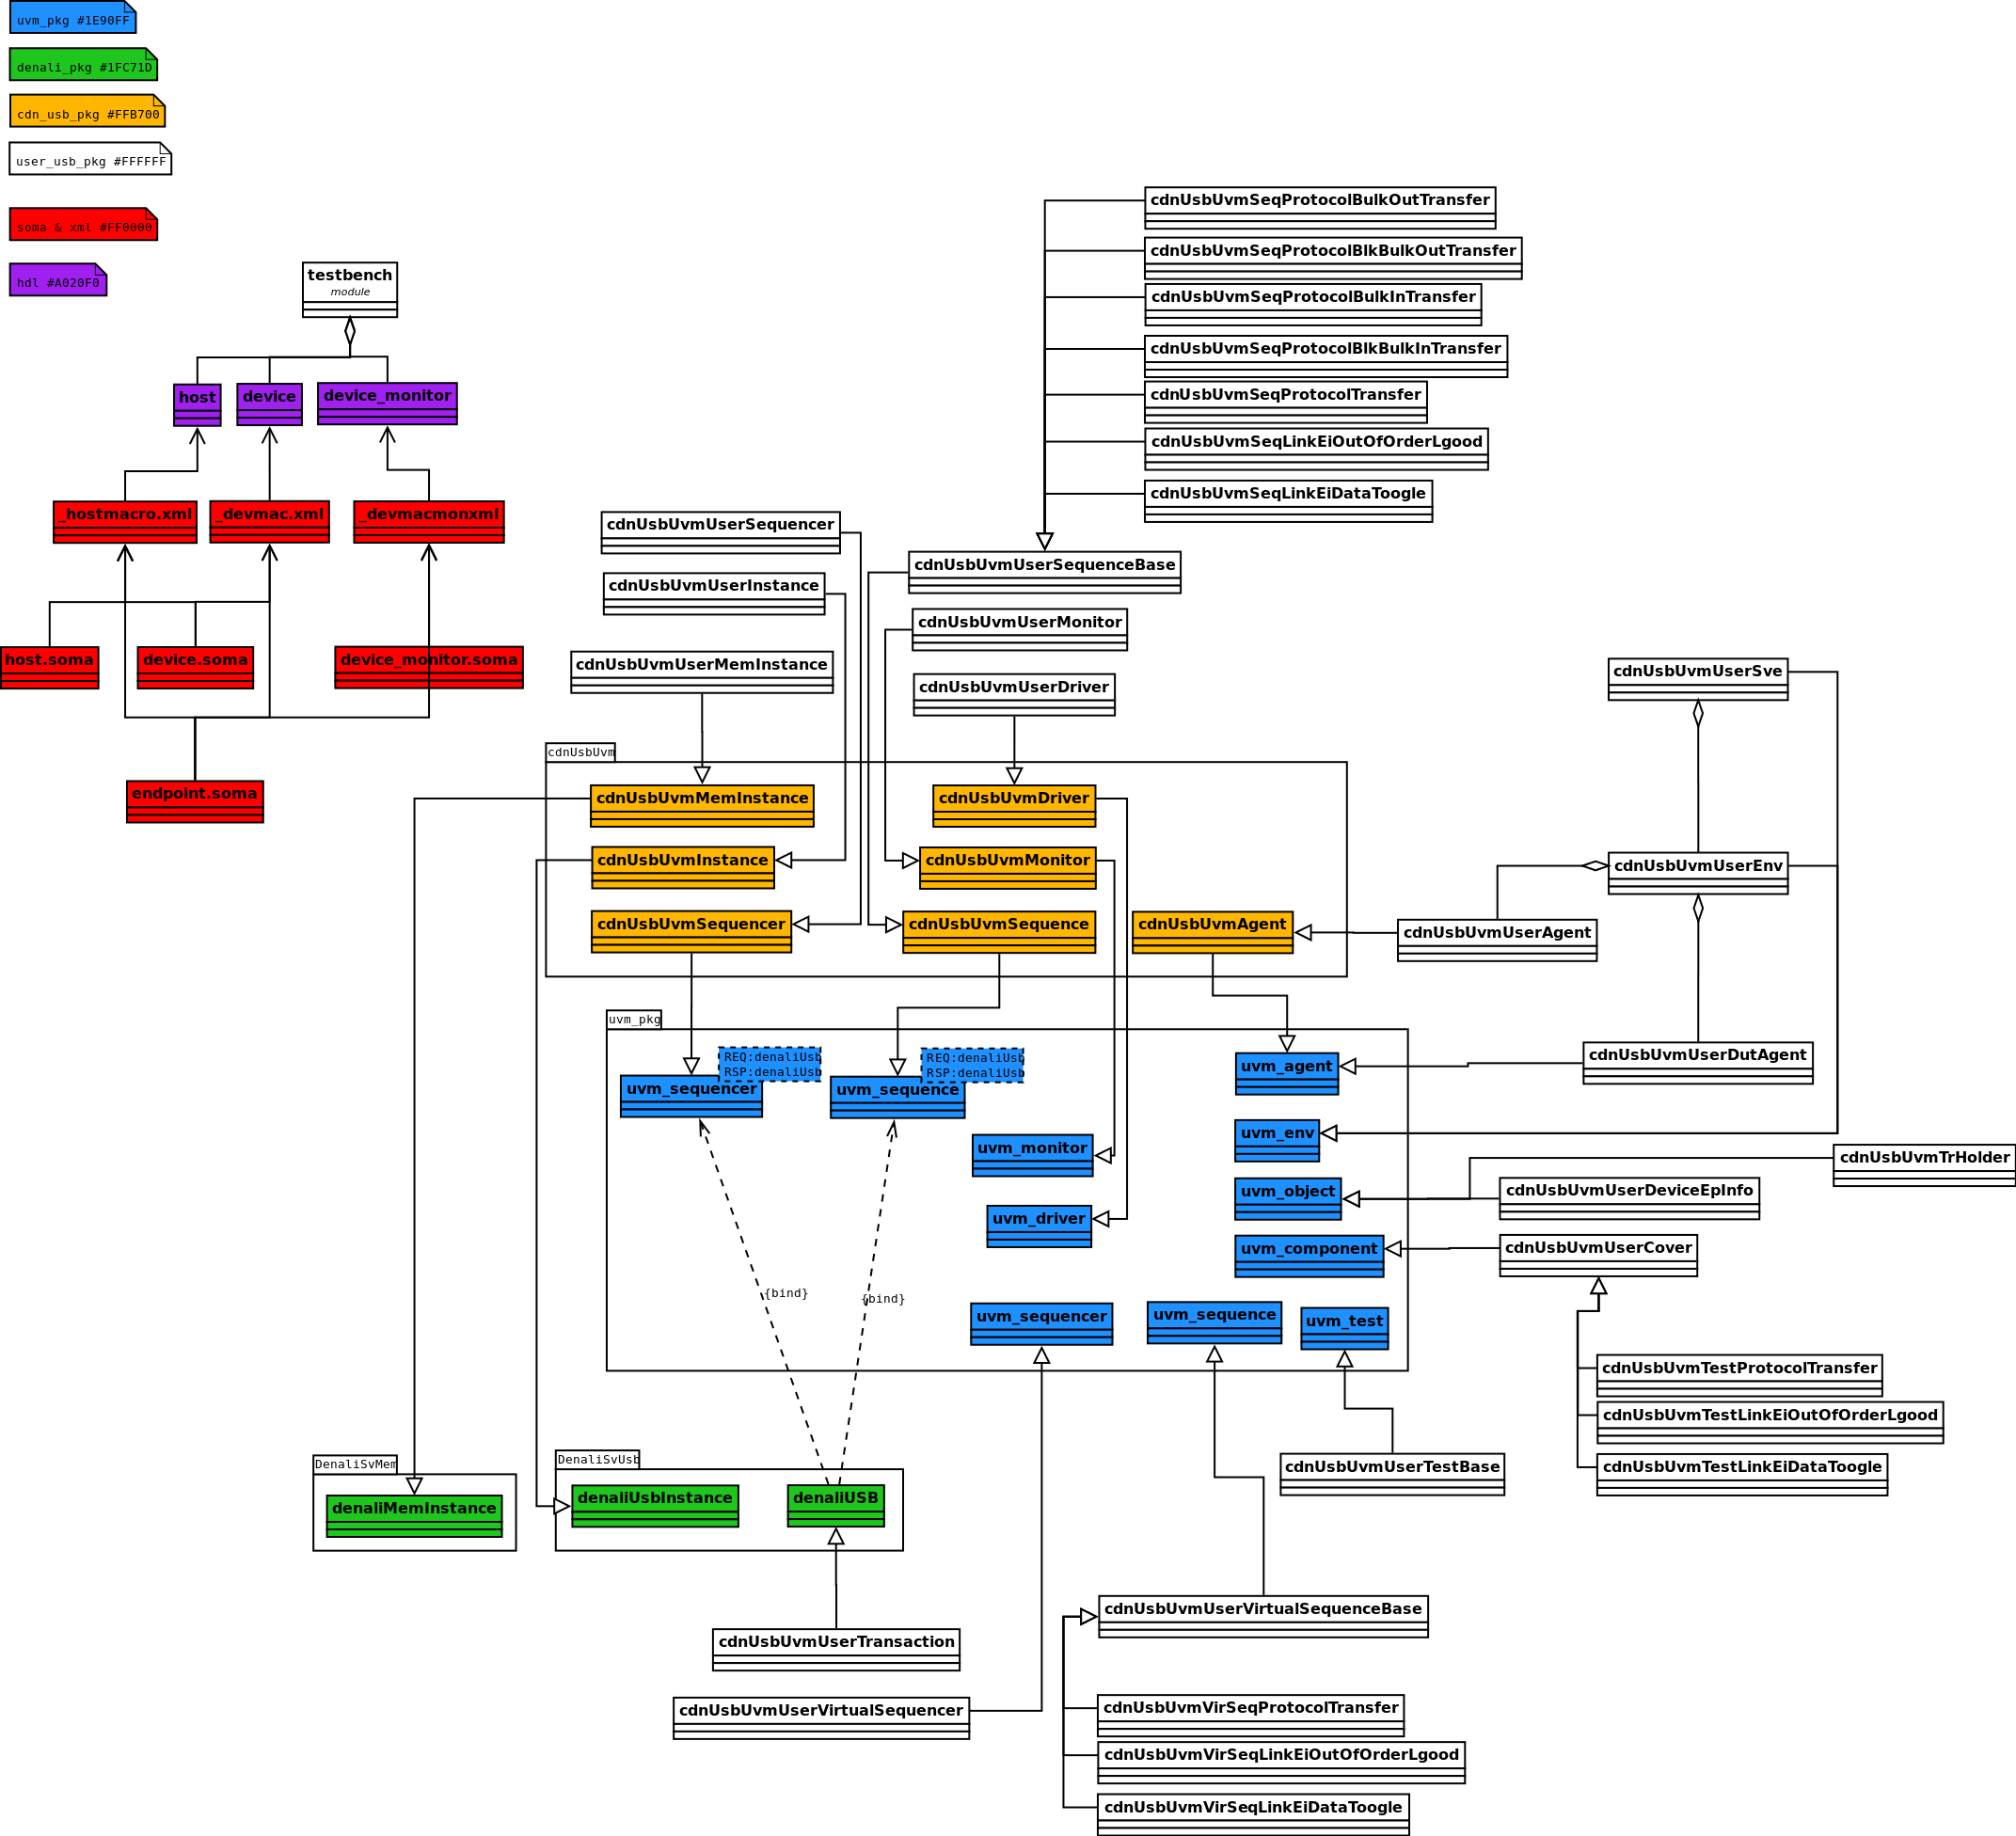 uvm_pkg #1E90FF
denali_pkg #1FC71D
cdn_usb_pkg #FFB700
user_usb_pkg #FFFFFF
soma & xml #FF0000
hdl #A020F0
testbench
module
host
device
device_monitor
_hostmacro.xml
_devmac.xml
_devmacmonxml
host.soma
device.soma
device_monitor.soma
endpoint.soma
cdnUsbUvmSeqProtocolBulkOutTransfer
cdnUsbUvmSeqProtocolBlkBulkOutTransfer
cdnUsbUvmSeqProtocolBulkInTransfer
cdnUsbUvmSeqProtocolBlkBulkInTransfer
cdnUsbUvmSeqProtocolTransfer
cdnUsbUvmSeqLinkEiOutOfOrderLgood
cdnUsbUvmSeqLinkEiDataToogle
cdnUsbUvmUserSequencer
cdnUsbUvmUserInstance
cdnUsbUvmUserMemInstance
cdnUsbUvmUserSequenceBase
cdnUsbUvmUserMonitor
cdnUsbUvmUserDriver
cdnUsbUvmUserSve
cdnUsbUvm
cdnUsbUvmMemInstance
cdnUsbUvmDriver
cdnUsbUvmInstance
cdnUsbUvmMonitor
cdnUsbUvmSequencer
cdnUsbUvmSequence
cdnUsbUvmAgent
cdnUsbUvmUserEnv
cdnUsbUvmUserAgent
cdnUsbUvmUserDutAgent
uvm_pkg
REQ:denaliUsb
RSP:denaliUsb
uvm_sequencer
REQ:denaliUsb
RSP:denaliUsb
uvm_sequence
uvm_agent
uvm_monitor
uvm_env
uvm_driver
uvm_object
uvm_component
cdnUsbUvmTrHolder
cdnUsbUvmUserDeviceEpInfo
cdnUsbUvmUserCover
{bind}
{bind}
uvm_sequencer
uvm_sequence
uvm_test
cdnUsbUvmTestProtocolTransfer
cdnUsbUvmTestLinkEiOutOfOrderLgood
cdnUsbUvmTestLinkEiDataToogle
cdnUsbUvmUserTestBase
DenaliSvMem
denaliMemInstance
DenaliSvUsb
denaliUsbInstance
denaliUSB
cdnUsbUvmUserTransaction
cdnUsbUvmUserVirtualSequencer
cdnUsbUvmUserVirtualSequenceBase
cdnUsbUvmVirSeqProtocolTransfer
cdnUsbUvmVirSeqLinkEiOutOfOrderLgood
cdnUsbUvmVirSeqLinkEiDataToogle